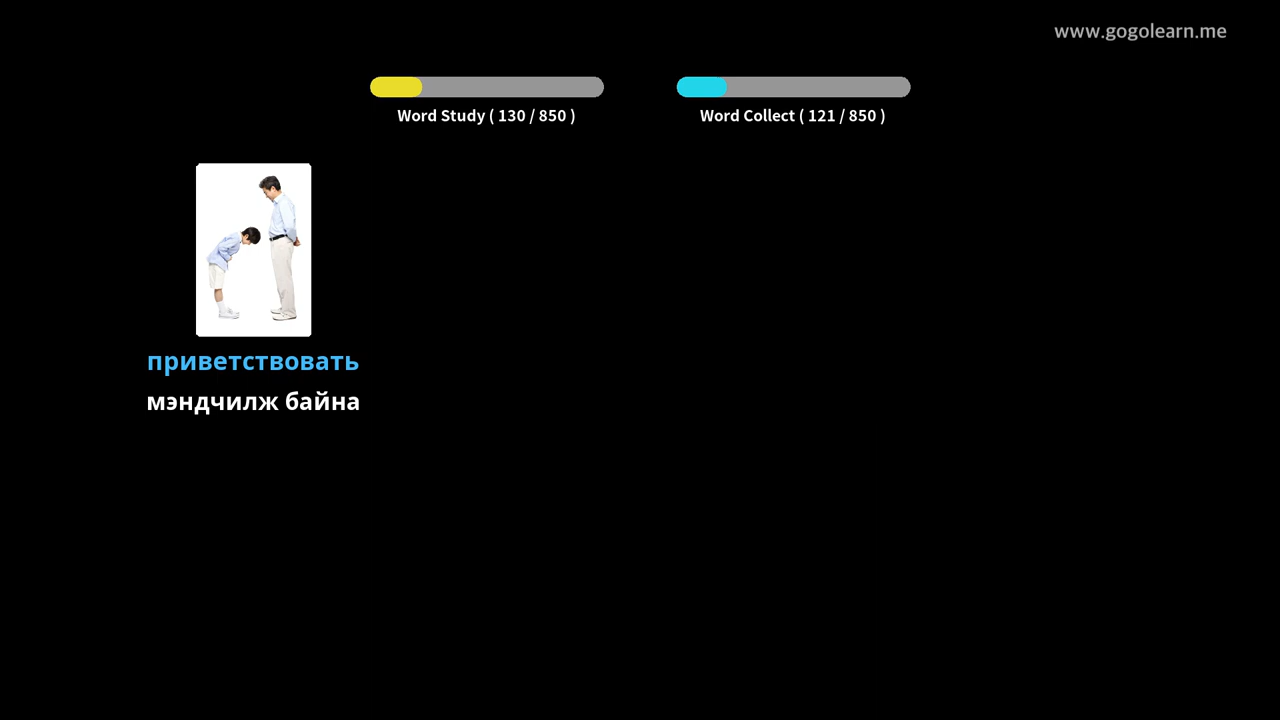 www.gogolearn.me
Word Study ( 130 / 850 )
Word Collect ( 121 / 850 )
приветствовать
мэндчилж байна